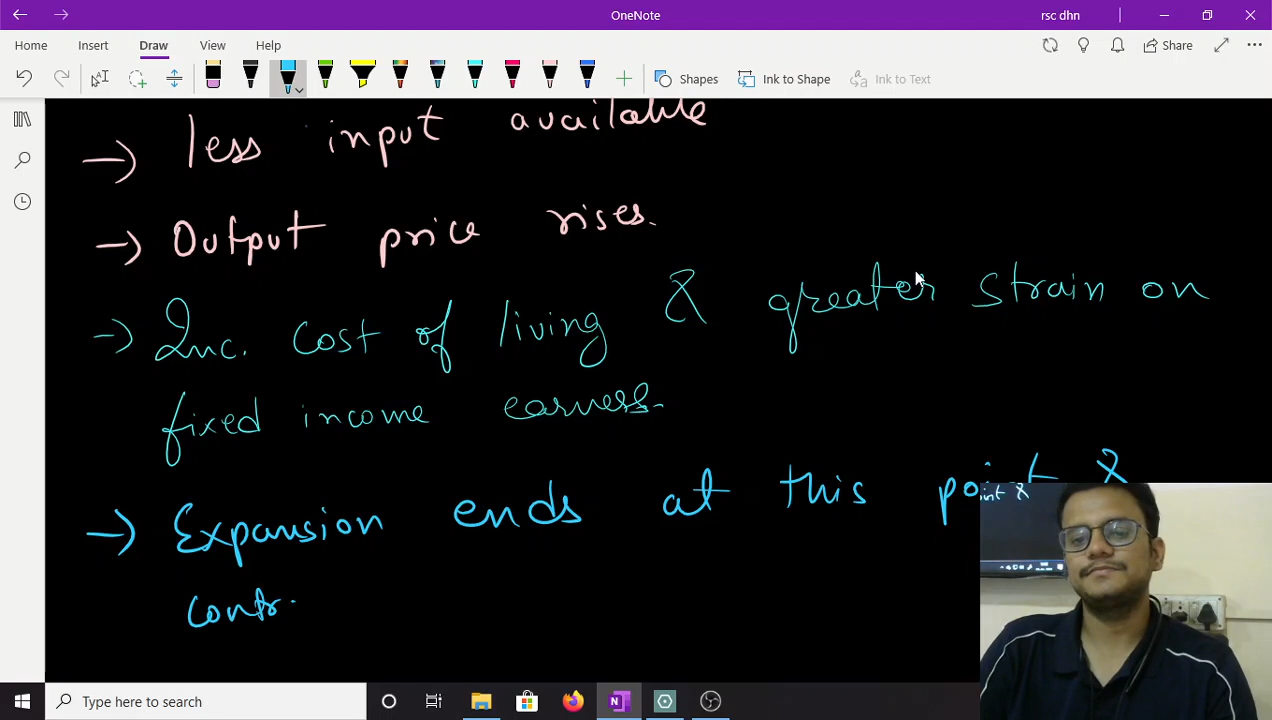 OneNote
rsc dhn
Home Insert Draw View Help
Share
Shapes Ink to Shape Ink to Text
→ less input available
→ Output price rises.
→ Inc. cost of living & greater strain on
fixed income earners.
→ Expansion ends at this point &
contr.
Type here to search